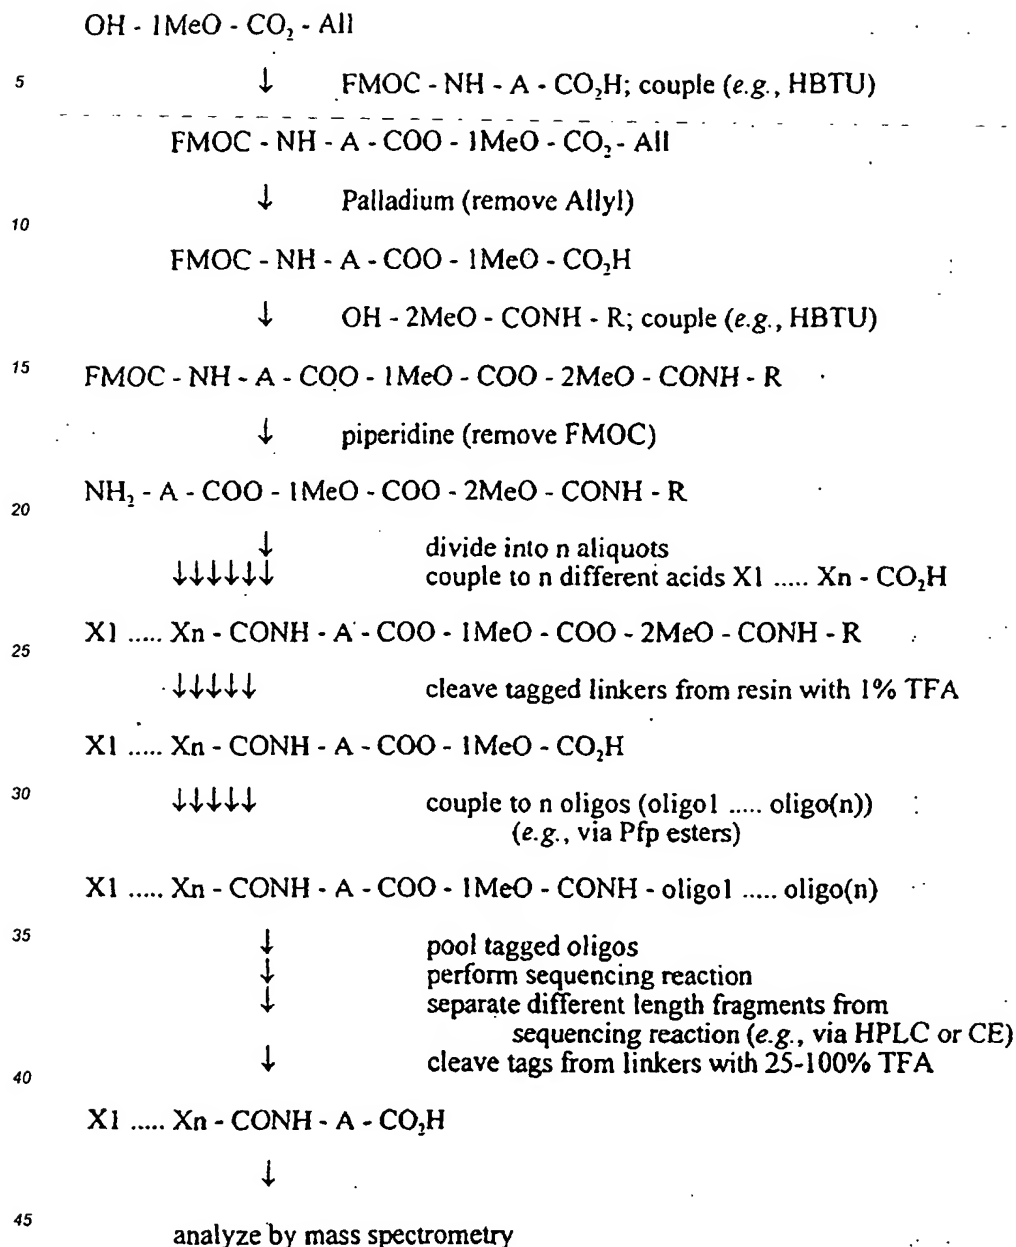 OH - 1MeO - CO₂ - All
5 ↓ FMOC - NH - A - CO₂H; couple (e.g., HBTU)
FMOC - NH - A - COO - 1MeO - CO₂ - All
↓ Palladium (remove Allyl)
10
FMOC - NH - A - COO - 1MeO - CO₂H
↓ OH - 2MeO - CONH - R; couple (e.g., HBTU)
15
FMOC - NH - A - COO - 1MeO - COO - 2MeO - CONH - R
↓ piperidine (remove FMOC)
NH₂ - A - COO - 1MeO - COO - 2MeO - CONH - R
20
↓ divide into n aliquots
↓↓↓↓↓↓ couple to n different acids X1 ..... Xn - CO₂H
X1 ..... Xn - CONH - A - COO - 1MeO - COO - 2MeO - CONH - R
25
↓↓↓↓↓ cleave tagged linkers from resin with 1% TFA
X1 ..... Xn - CONH - A - COO - 1MeO - CO₂H
30 ↓↓↓↓↓ couple to n oligos (oligo1 ..... oligo(n))
(e.g., via Pfp esters)
X1 ..... Xn - CONH - A - COO - 1MeO - CONH - oligo1 ..... oligo(n)
35 ↓ pool tagged oligos
↓ perform sequencing reaction
↓ separate different length fragments from
sequencing reaction (e.g., via HPLC or CE)
↓ cleave tags from linkers with 25-100% TFA
40
X1 ..... Xn - CONH - A - CO₂H
↓
45
analyze by mass spectrometry